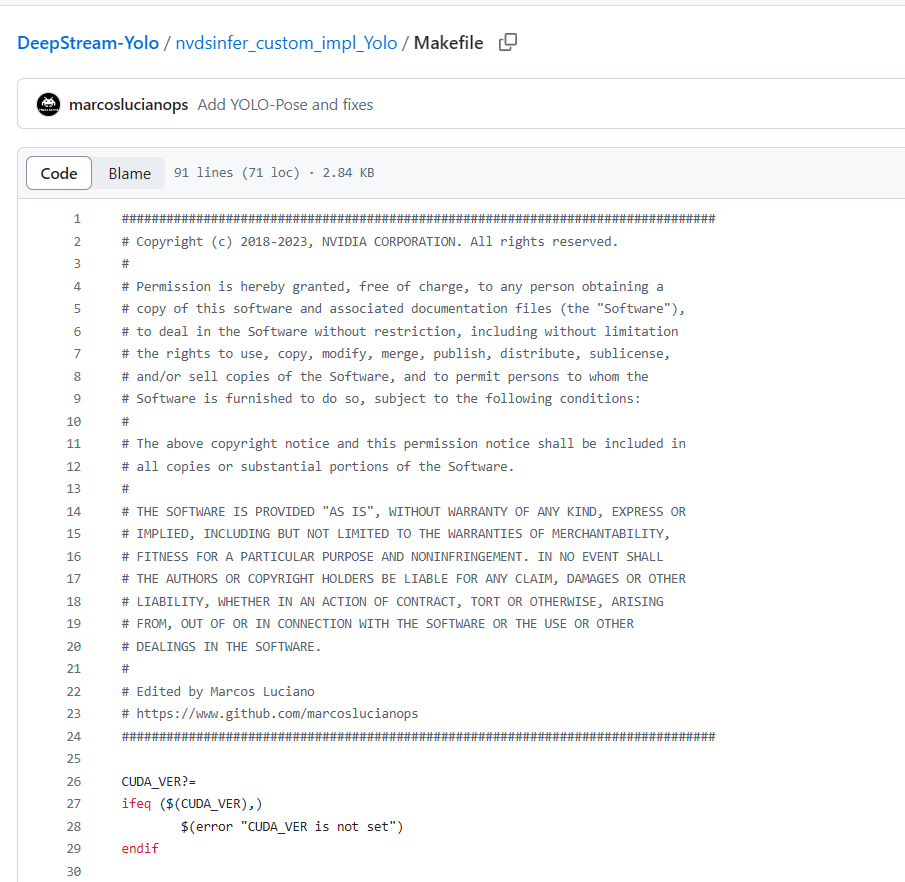 DeepStream-Yolo / nvdsinfer_custom_impl_Yolo / Makefile
marcoslucianops Add YOLO-Pose and fixes
Code Blame 91 lines (71 loc) · 2.84 KB
1 ################################################################################
2 # Copyright (c) 2018-2023, NVIDIA CORPORATION. All rights reserved.
3 #
4 # Permission is hereby granted, free of charge, to any person obtaining a
5 # copy of this software and associated documentation files (the "Software"),
6 # to deal in the Software without restriction, including without limitation
7 # the rights to use, copy, modify, merge, publish, distribute, sublicense,
8 # and/or sell copies of the Software, and to permit persons to whom the
9 # Software is furnished to do so, subject to the following conditions:
10 #
11 # The above copyright notice and this permission notice shall be included in
12 # all copies or substantial portions of the Software.
13 #
14 # THE SOFTWARE IS PROVIDED "AS IS", WITHOUT WARRANTY OF ANY KIND, EXPRESS OR
15 # IMPLIED, INCLUDING BUT NOT LIMITED TO THE WARRANTIES OF MERCHANTABILITY,
16 # FITNESS FOR A PARTICULAR PURPOSE AND NONINFRINGEMENT. IN NO EVENT SHALL
17 # THE AUTHORS OR COPYRIGHT HOLDERS BE LIABLE FOR ANY CLAIM, DAMAGES OR OTHER
18 # LIABILITY, WHETHER IN AN ACTION OF CONTRACT, TORT OR OTHERWISE, ARISING
19 # FROM, OUT OF OR IN CONNECTION WITH THE SOFTWARE OR THE USE OR OTHER
20 # DEALINGS IN THE SOFTWARE.
21 #
22 # Edited by Marcos Luciano
23 # https://www.github.com/marcoslucianops
24 ################################################################################
25
26 CUDA_VER?=
27 ifeq ($(CUDA_VER),)
28         $(error "CUDA_VER is not set")
29 endif
30